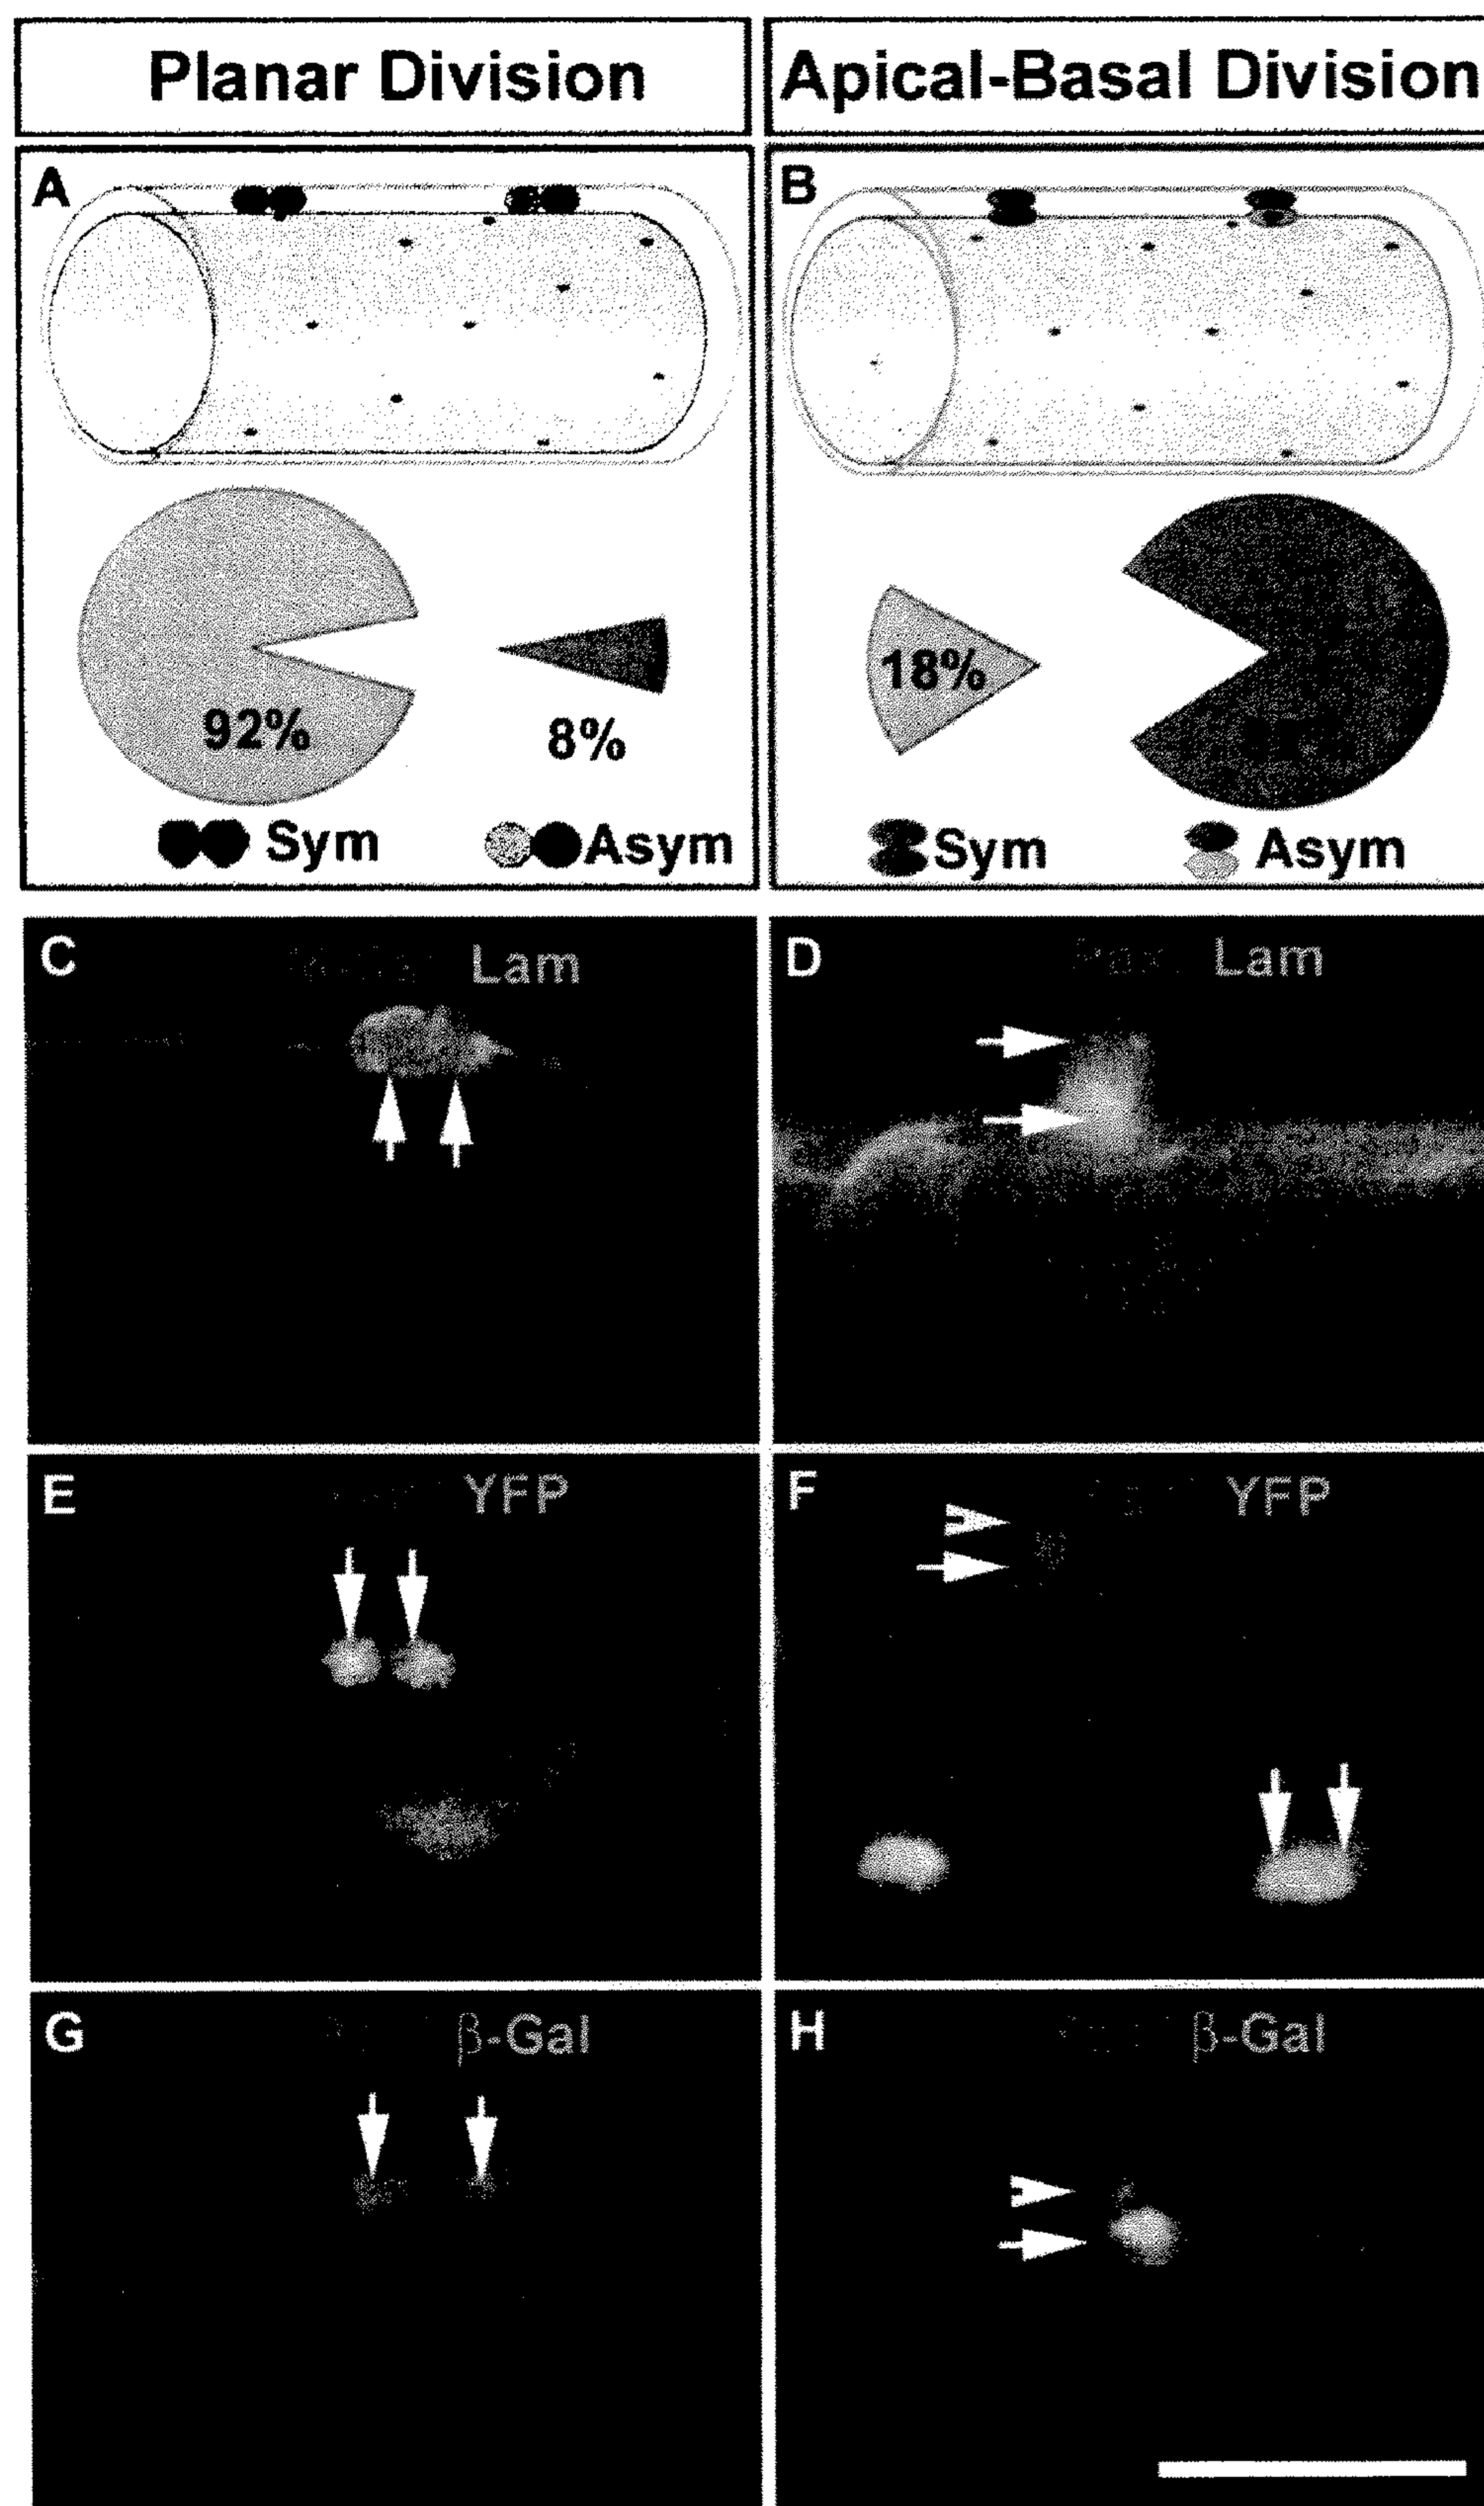 Planar Division
Apical-Basal Division
A
B
92%
8%
18%
Sym
Asym
Sym
Asym
C
Lam
D
Lam
E
YFP
F
YFP
G
β-Gal
H
β-Gal